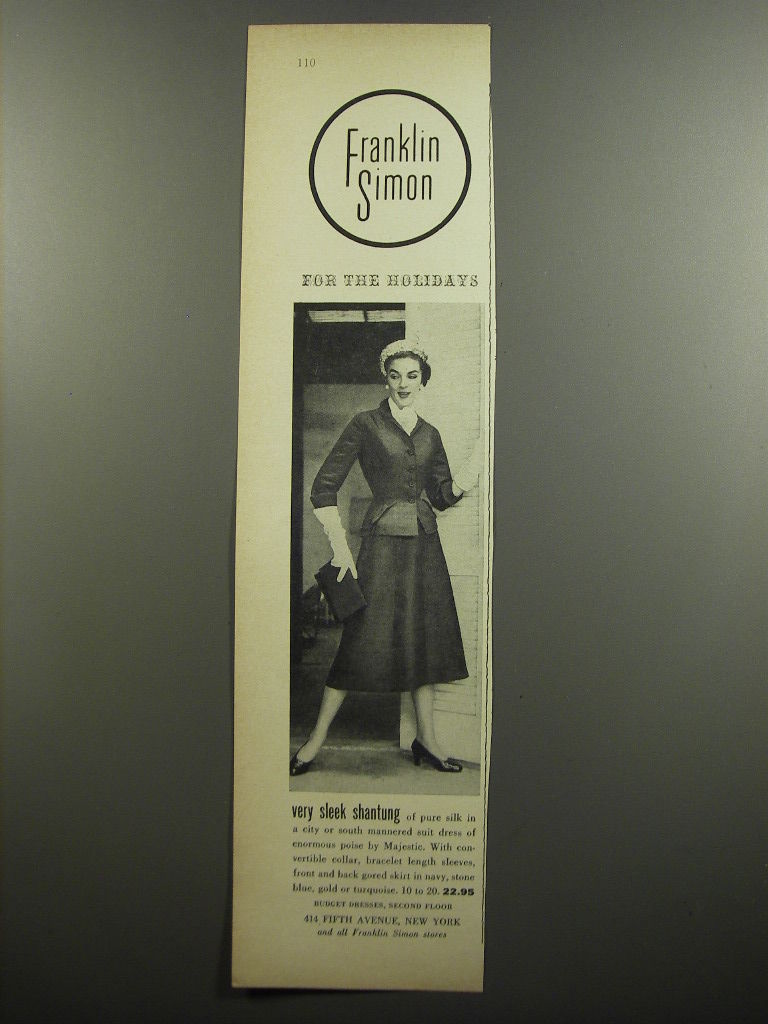 110
Franklin
Simon
FOR THE HOLIDAYS
very sleek shantung of pure silk in
a city or south mannered suit dress of
enormous poise by Majestic. With con-
vertible collar, bracelet length sleeves,
front and back gored skirt in navy, stone
blue, gold or turquoise. 10 to 20. 22.95
BUDGET DRESSES, SECOND FLOOR
414 FIFTH AVENUE, NEW YORK
and all Franklin Simon stores